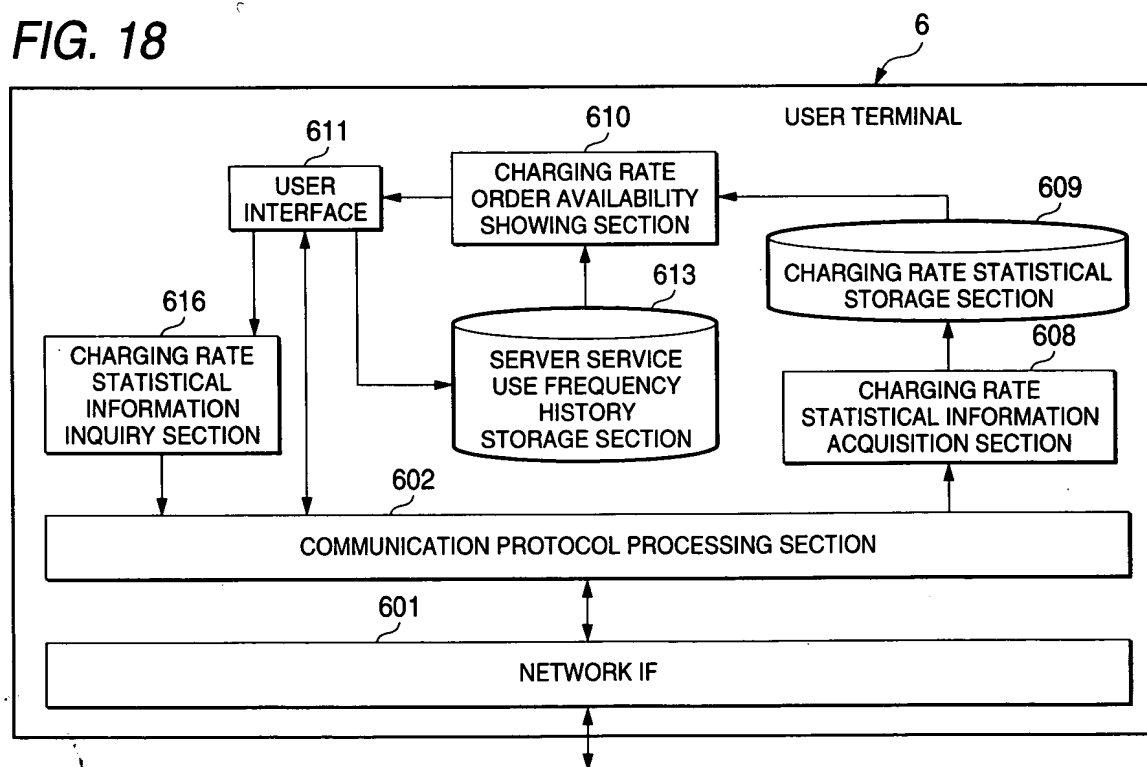 FIG. 18
6
USER TERMINAL
611
USER
INTERFACE
610
CHARGING RATE
ORDER AVAILABILITY
SHOWING SECTION
609
CHARGING RATE STATISTICAL
STORAGE SECTION
616
CHARGING RATE
STATISTICAL
INFORMATION
INQUIRY SECTION
613
SERVER SERVICE
USE FREQUENCY
HISTORY
STORAGE SECTION
608
CHARGING RATE
STATISTICAL INFORMATION
ACQUISITION SECTION
602
COMMUNICATION PROTOCOL PROCESSING SECTION
601
NETWORK IF